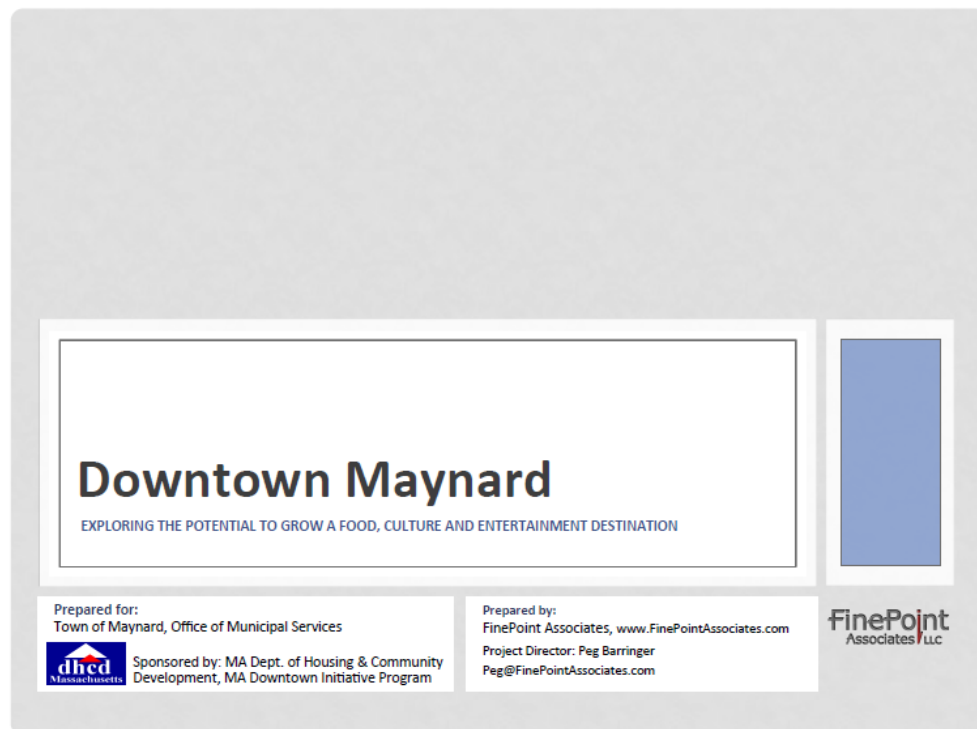 Downtown Maynard
EXPLORING THE POTENTIAL TO GROW A FOOD, CULTURE AND ENTERTAINMENT DESTINATION
Prepared for:
Town of Maynard, Office of Municipal Services
dhcd
Massachusetts
Sponsored by: MA Dept. of Housing & Community
Development, MA Downtown Initiative Program
Prepared by:
FinePoint Associates, www.FinePointAssociates.com
Project Director: Peg Barringer
Peg@FinePointAssociates.com
FinePoint
Associates LLC